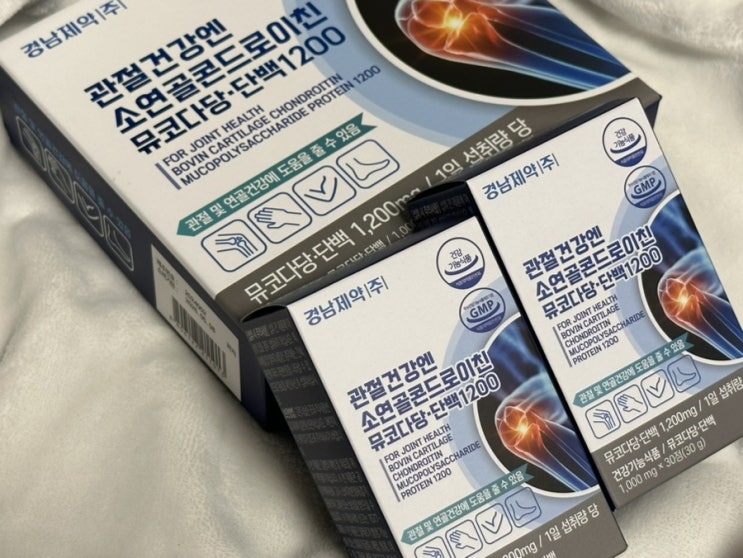 경남제약(주)
관절건강엔
소연골콘드로이친
뮤코다당·단백1200
FOR JOINT HEALTH
BOVIN CARTILAGE CHONDROITIN
MUCOPOLYSACCHARIDE PROTEIN 1200
관절 및 연골건강에 도움을 줄 수 있음
뮤코다당·단백 1,200mg / 1일 섭취량 당
경남제약(주)
건강
기능식품
GMP
관절건강엔
소연골콘드로이친
뮤코다당·단백1200
FOR JOINT HEALTH
BOVIN CARTILAGE
CHONDROITIN
MUCOPOLYSACCHARIDE
PROTEIN 1200
관절 및 연골건강에 도움을 줄 수 있음
/ 1일 섭취량 당
경남제약(주)
건강
기능식품
GMP
관절건강엔
소연골콘드로이친
뮤코다당·단백1200
FOR JOINT HEALTH
BOVIN CARTILAGE
CHONDROITIN
MUCOPOLYSACCHARIDE
PROTEIN 1200
관절 및 연골건강에 도움을 줄 수 있음
뮤코다당·단백 1,200mg / 1일 섭취량 당
건강기능식품 / 뮤코다당·단백
1,000 mg × 30정(30 g)